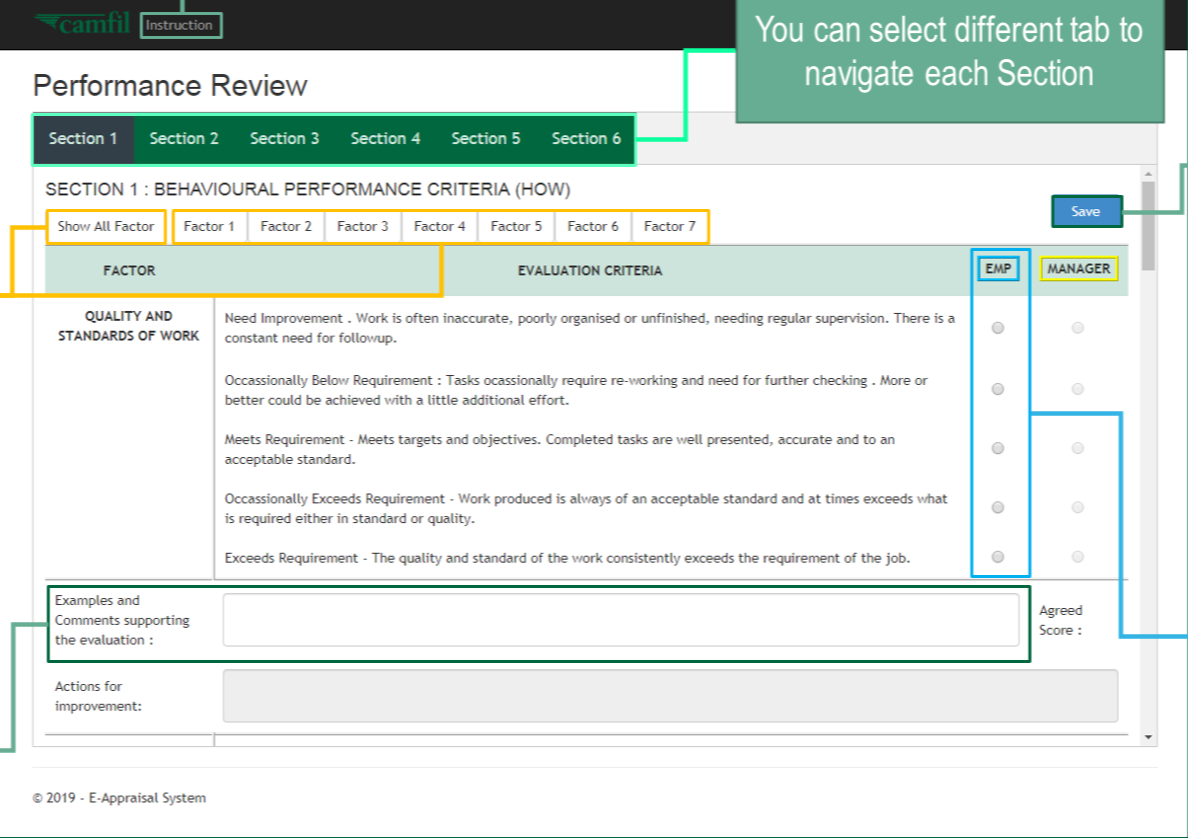 camfil Instruction
You can select different tab to
navigate each Section
Performance Review
Section 1 Section 2 Section 3 Section 4 Section 5 Section 6
SECTION 1 : BEHAVIOURAL PERFORMANCE CRITERIA (HOW)
Save
Show All Factor Factor 1 Factor 2 Factor 3 Factor 4 Factor 5 Factor 6 Factor 7
FACTOR EVALUATION CRITERIA EMP MANAGER
QUALITY AND
STANDARDS OF WORK
Need Improvement . Work is often inaccurate, poorly organised or unfinished, needing regular supervision. There is a
constant need for followup.
Occassionally Below Requirement : Tasks ocassionally require re-working and need for further checking . More or
better could be achieved with a little additional effort.
Meets Requirement - Meets targets and objectives. Completed tasks are well presented, accurate and to an
acceptable standard.
Occassionally Exceeds Requirement - Work produced is always of an acceptable standard and at times exceeds what
is required either in standard or quality.
Exceeds Requirement - The quality and standard of the work consistently exceeds the requirement of the job.
Examples and
Comments supporting
the evaluation :
Agreed
Score :
Actions for
improvement:
© 2019 - E-Appraisal System